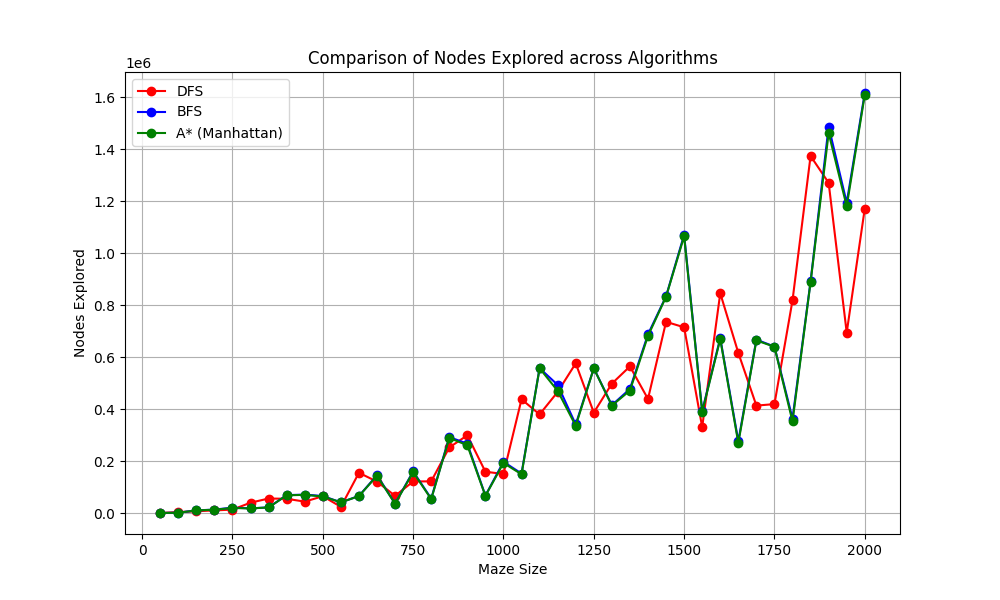 Comparison of Nodes Explored across Algorithms
1e6
DFS
BFS
A* (Manhattan)
Nodes Explored
1.6
1.4
1.2
1.0
0.8
0.6
0.4
0.2
0.0
0 250 500 750 1000 1250 1500 1750 2000
Maze Size